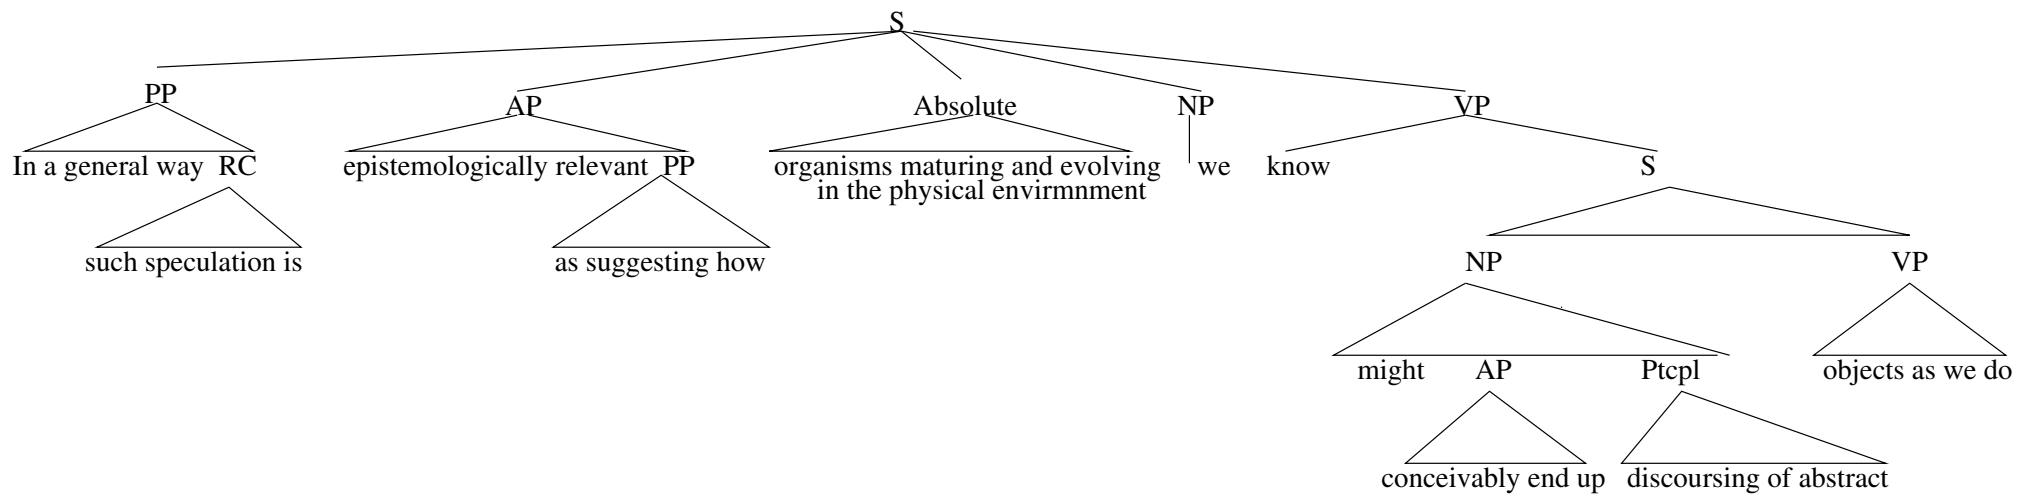 S
PP AP Absolute NP VP
In a general way RC epistemologically relevant PP organisms maturing and evolving we know S
in the physical envirmnment
such speculation is as suggesting how NP VP
might AP Ptcpl objects as we do
conceivably end up discoursing of abstract